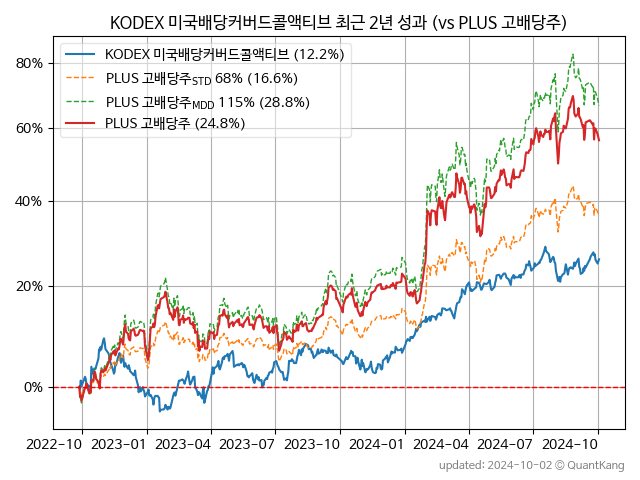 KODEX 미국배당커버드콜액티브 최근 2년 성과 (vs PLUS 고배당주)
KODEX 미국배당커버드콜액티브 (12.2%)
PLUS 고배당주STD 68% (16.6%)
PLUS 고배당주MDD 115% (28.8%)
PLUS 고배당주 (24.8%)
80%
60%
40%
20%
0%
2022-10 2023-01 2023-04 2023-07 2023-10 2024-01 2024-04 2024-07 2024-10
updated: 2024-10-02 © QuantKang